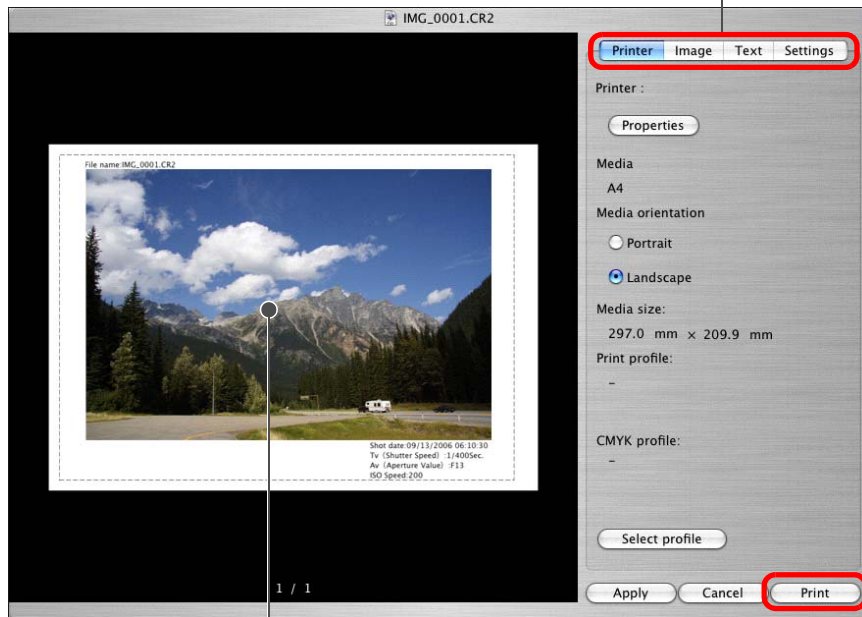 IMG_0001.CR2
Printer Image Text Settings
Printer :
Properties
Media
A4
Media orientation
Portrait
Landscape
Media size:
297.0 mm × 209.9 mm
Print profile:
–
CMYK profile:
–
Select profile
Apply Cancel Print
File name:IMG_0001.CR2
Shot date:09/13/2006 06:10:30
Tv (Shutter Speed) :1/400Sec.
Av (Aperture Value) :F13
ISO Speed:200
1 / 1